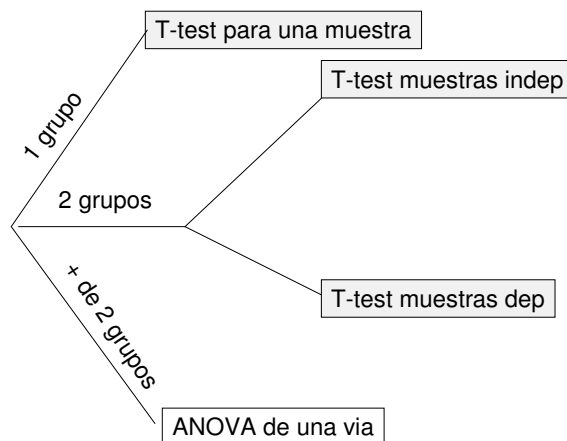 T-test para una muestra
1 grupo
T-test muestras indep
2 grupos
T-test muestras dep
+ de 2 grupos
ANOVA de una via